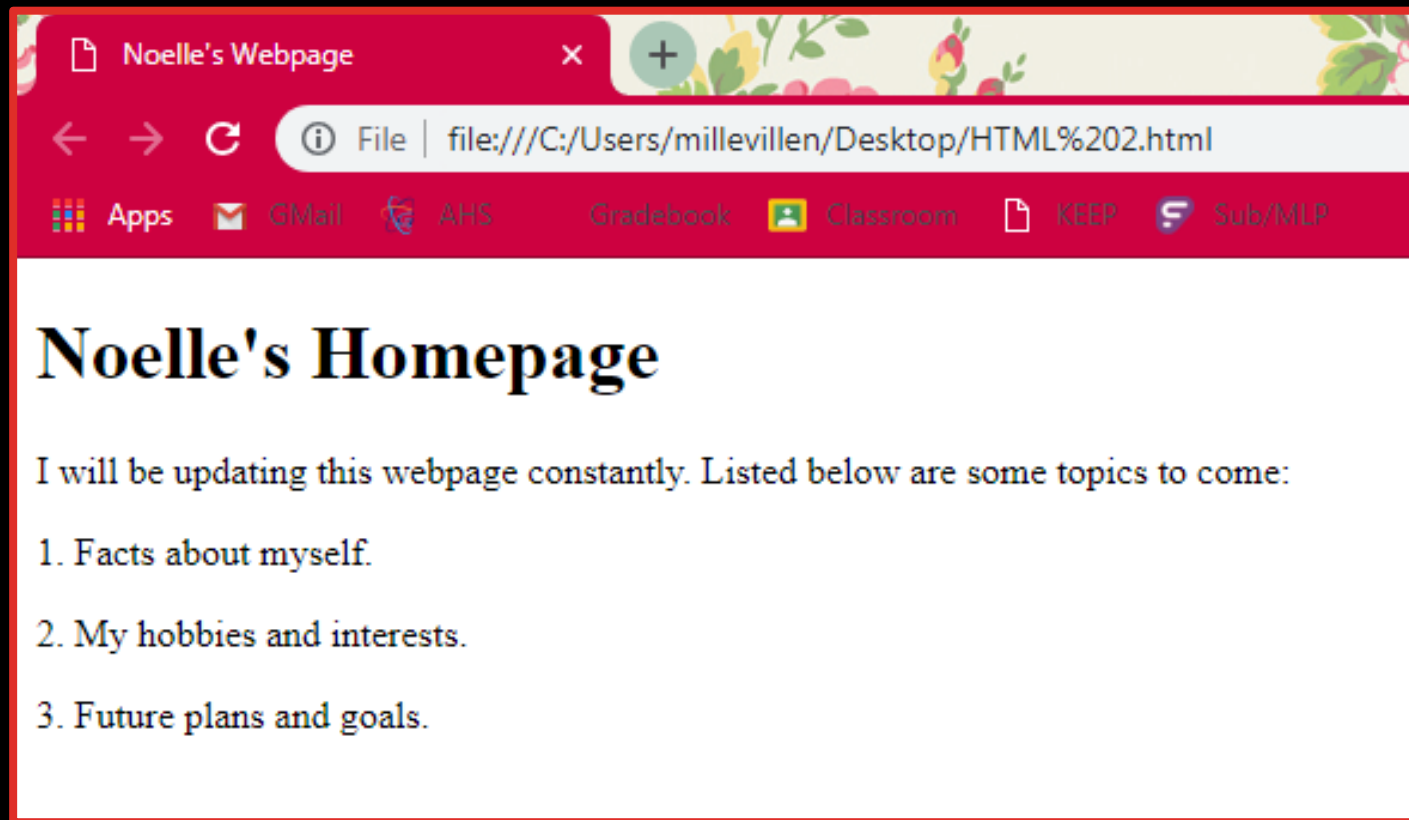 Noelle's Webpage
File file:///C:/Users/millevillen/Desktop/HTML%202.html
Apps GMail AHS Gradebook Classroom KEEP Sub/MLP
Noelle's Homepage
I will be updating this webpage constantly. Listed below are some topics to come:
1. Facts about myself.
2. My hobbies and interests.
3. Future plans and goals.